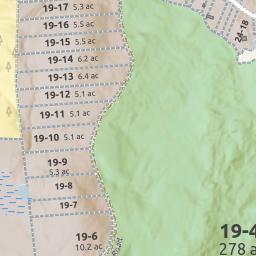 19-17 5.3 ac
19-16 5.5 ac
24-18
19-15 5.5 ac
19-14 6.2 ac
19-13 6.4 ac
19-12 5.1 ac
19-11 5.1 ac
19-10 5.1 ac
19-9
5.3 ac
19-8
19-7
19-6
10.2 ac
19-4
278 a